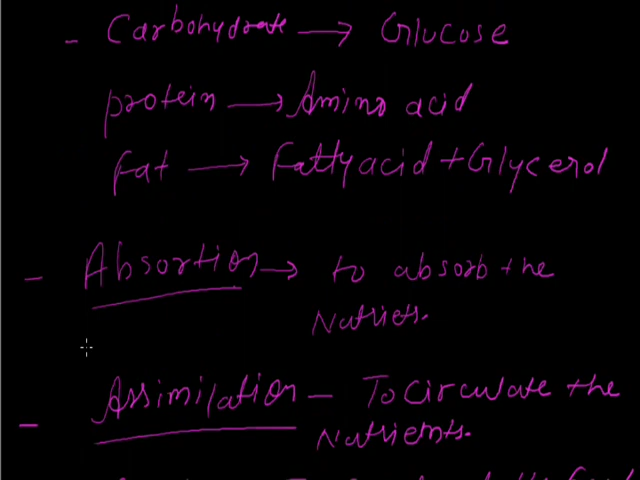 - Carbohydrate → Glucose
protein → Amino acid
Fat → Fatty acid + Glycerol
- Absortion → to absorb the
Nutriets.
- Assimilation - To Circulate the
Nutrients.